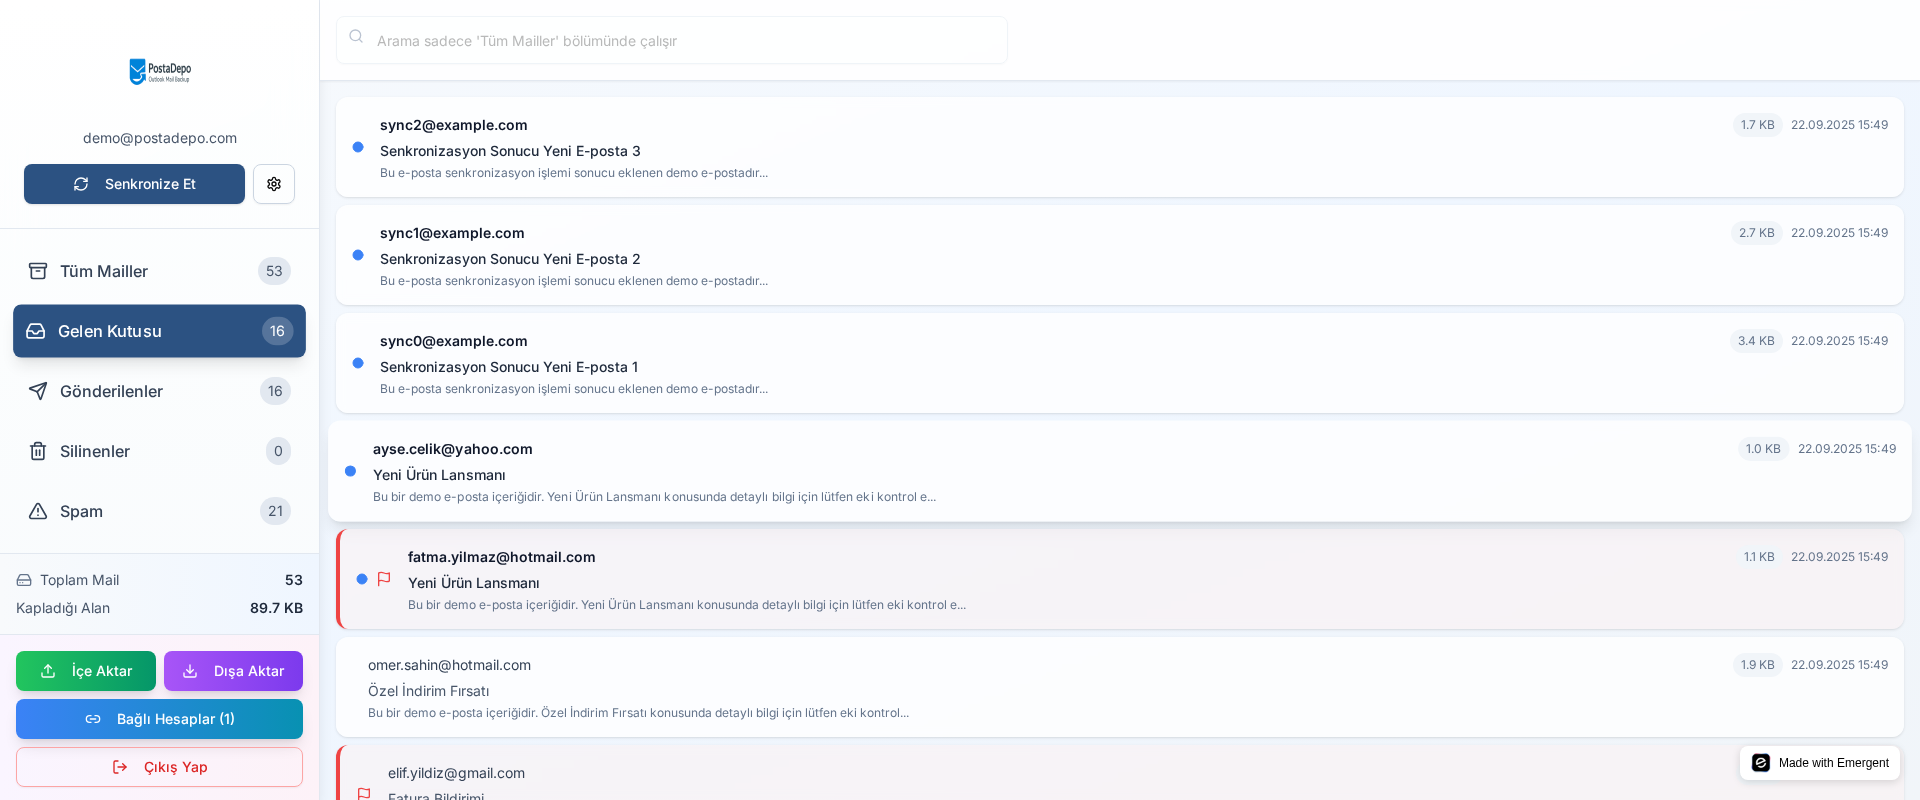 PostaDepo
Outlook Mail Backup
demo@postadepo.com
Senkronize Et
Tüm Mailler 53
Gelen Kutusu 16
Gönderilenler 16
Silinenler 0
Spam 21
Toplam Mail 53
Kapladığı Alan 89.7 KB
İçe Aktar Dışa Aktar
Bağlı Hesaplar (1)
Çıkış Yap
Arama sadece 'Tüm Mailler' bölümünde çalışır
sync2@example.com 1.7 KB 22.09.2025 15:49
Senkronizasyon Sonucu Yeni E-posta 3
Bu e-posta senkronizasyon işlemi sonucu eklenen demo e-postadır...
sync1@example.com 2.7 KB 22.09.2025 15:49
Senkronizasyon Sonucu Yeni E-posta 2
Bu e-posta senkronizasyon işlemi sonucu eklenen demo e-postadır...
sync0@example.com 3.4 KB 22.09.2025 15:49
Senkronizasyon Sonucu Yeni E-posta 1
Bu e-posta senkronizasyon işlemi sonucu eklenen demo e-postadır...
ayse.celik@yahoo.com 1.0 KB 22.09.2025 15:49
Yeni Ürün Lansmanı
Bu bir demo e-posta içeriğidir. Yeni Ürün Lansmanı konusunda detaylı bilgi için lütfen eki kontrol e...
fatma.yilmaz@hotmail.com 1.1 KB 22.09.2025 15:49
Yeni Ürün Lansmanı
Bu bir demo e-posta içeriğidir. Yeni Ürün Lansmanı konusunda detaylı bilgi için lütfen eki kontrol e...
omer.sahin@hotmail.com 1.9 KB 22.09.2025 15:49
Özel İndirim Fırsatı
Bu bir demo e-posta içeriğidir. Özel İndirim Fırsatı konusunda detaylı bilgi için lütfen eki kontrol...
elif.yildiz@gmail.com
Fatura Bildirimi
Made with Emergent